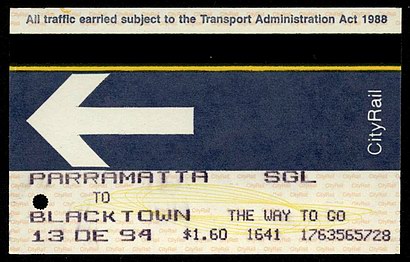 All traffic earried subject to the Transport Administration Act 1988
CityRail
PARRAMATTA SGL
TO
BLACKTOWN THE WAY TO GO
13 DE 94 $1.60 1641 1763565728